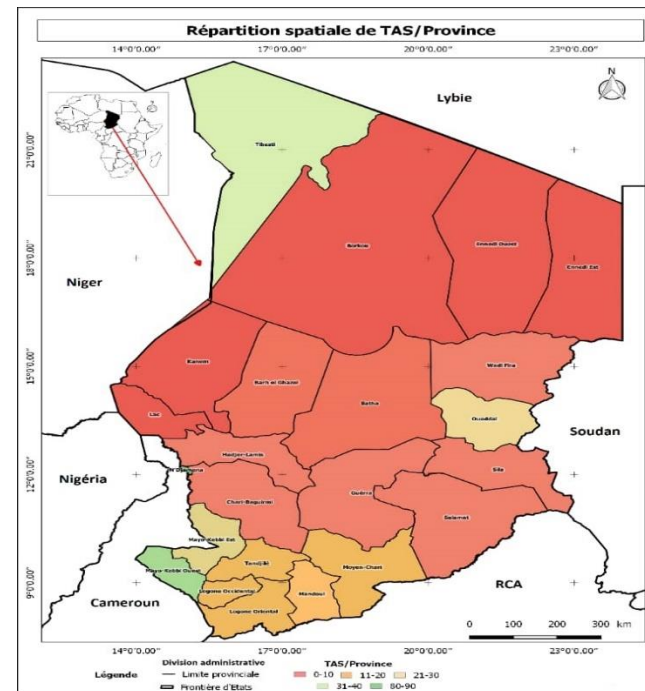 Répartition spatiale de TAS/Province
14°0'0.00" 17°0'0.00" 20°0'0.00" 23°0'0.00"
N
Lybie
21°0'0.00"
Tibesti
Borkou
Ennedi Ouest
Ennedi Est
18°0'0.00"
Niger
15°0'0.00"
Kanem
Barh el Ghazel
Wadi Fira
Batha
Lac
Ouaddaï
Soudan
Hadjer-Lamis
Nigéria
12°0'0.00"
N'Djamena
Sila
Guéra
Chari-Baguirmi
Salamat
Mayo-Kebbi Est
Tandjilé
Moyen-Chari
Mayo-Kebbi Ouest
9°0'0.00"
Logone Occidental
Mandoul
RCA
Cameroun
Logone Oriental
0 100 200 300 km
14°0'0.00" 17°0'0.00" 20°0'0.00" 23°0'0.00"
Légende
Division administrative
Limite provinciale
Frontière d'Etats
TAS/Province
0-10 11-20 21-30
31-40 80-90